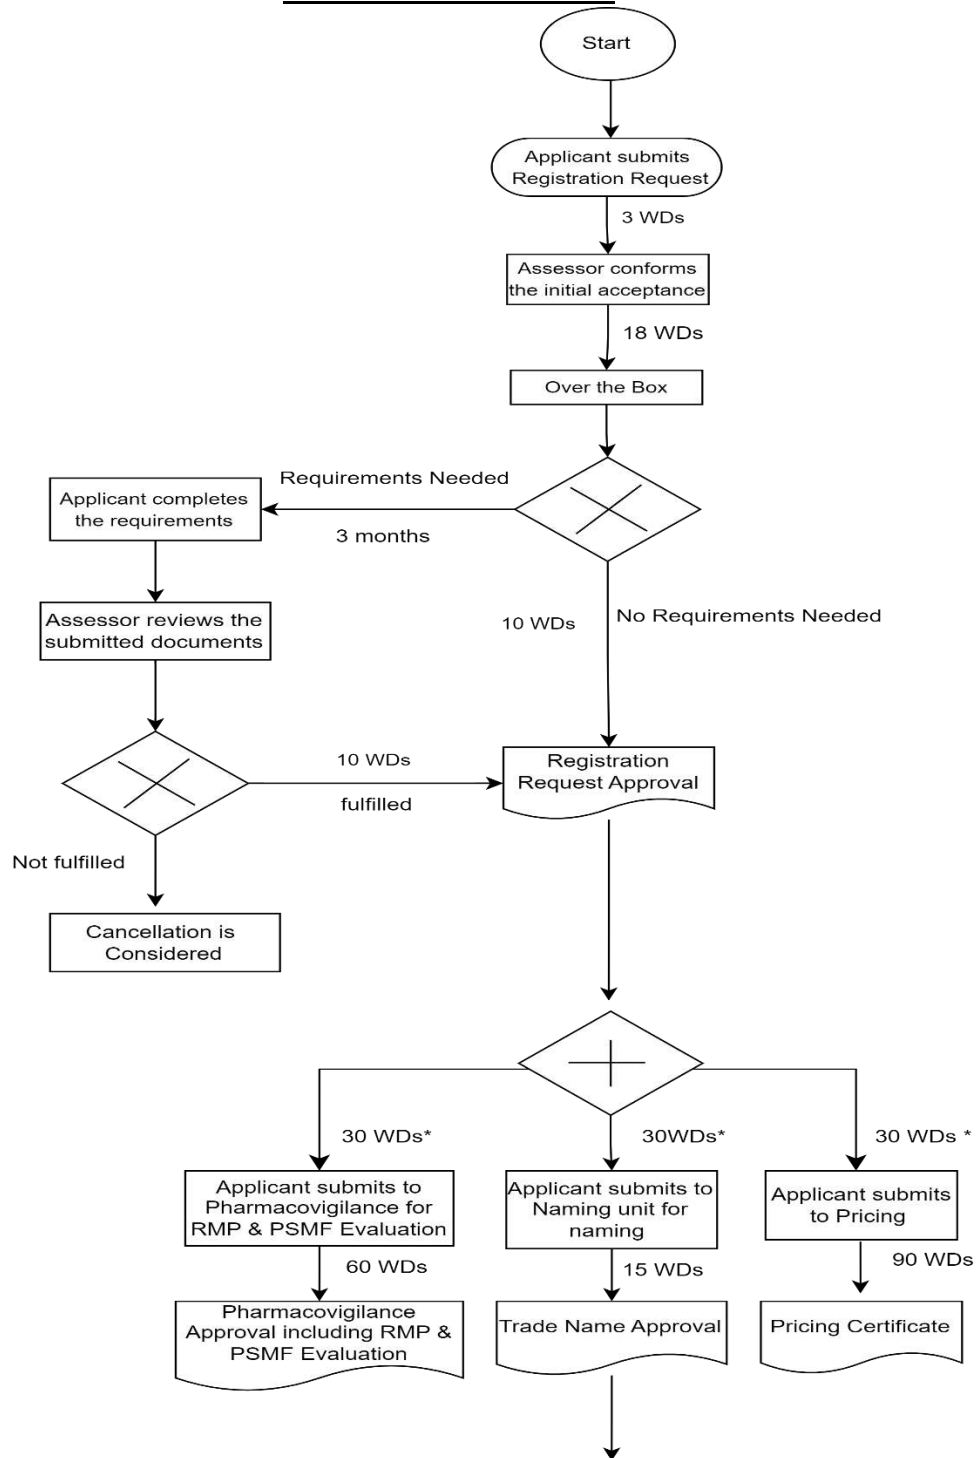 Start
Applicant submits
Registration Request
3 WDs
Assessor conforms
the initial acceptance
18 WDs
Over the Box
Requirements Needed
3 months
Applicant completes
the requirements
Assessor reviews the
submitted documents
10 WDs
No Requirements Needed
10 WDs
fulfilled
Registration
Request Approval
Not fulfilled
Cancellation is
Considered
30 WDs*
30WDs*
30 WDs *
Applicant submits to
Pharmacovigilance for
RMP & PSMF Evaluation
Applicant submits to
Naming unit for
naming
Applicant submits
to Pricing
60 WDs
15 WDs
90 WDs
Pharmacovigilance
Approval including RMP &
PSMF Evaluation
Trade Name Approval
Pricing Certificate